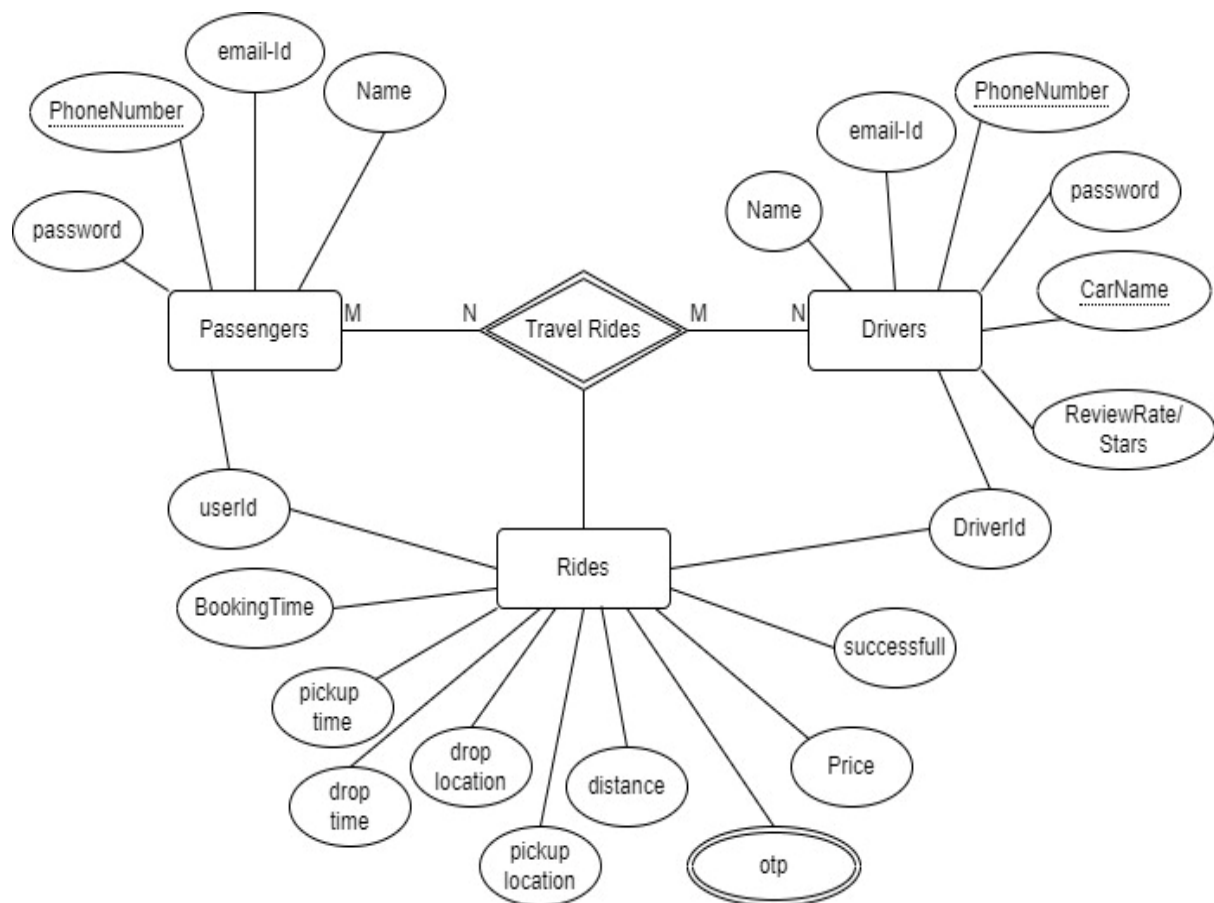 email-Id
Name
PhoneNumber
password
PhoneNumber
email-Id
password
Name
CarName
Passengers
M
N
Travel Rides
M
N
Drivers
ReviewRate/
Stars
userId
DriverId
Rides
BookingTime
successfull
pickup
time
drop
time
drop
location
pickup
location
distance
Price
otp